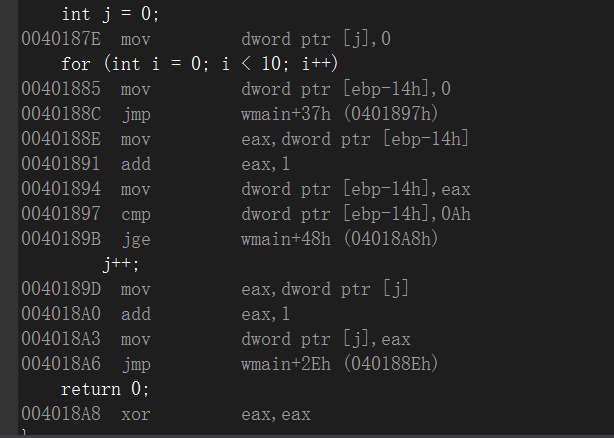 int j = 0;
0040187E  mov         dword ptr [j],0
    for (int i = 0; i < 10; i++)
00401885  mov         dword ptr [ebp-14h],0
0040188C  jmp         wmain+37h (0401897h)
0040188E  mov         eax,dword ptr [ebp-14h]
00401891  add         eax,1
00401894  mov         dword ptr [ebp-14h],eax
00401897  cmp         dword ptr [ebp-14h],0Ah
0040189B  jge         wmain+48h (04018A8h)
        j++;
0040189D  mov         eax,dword ptr [j]
004018A0  add         eax,1
004018A3  mov         dword ptr [j],eax
004018A6  jmp         wmain+2Eh (040188Eh)
    return 0;
004018A8  xor         eax,eax